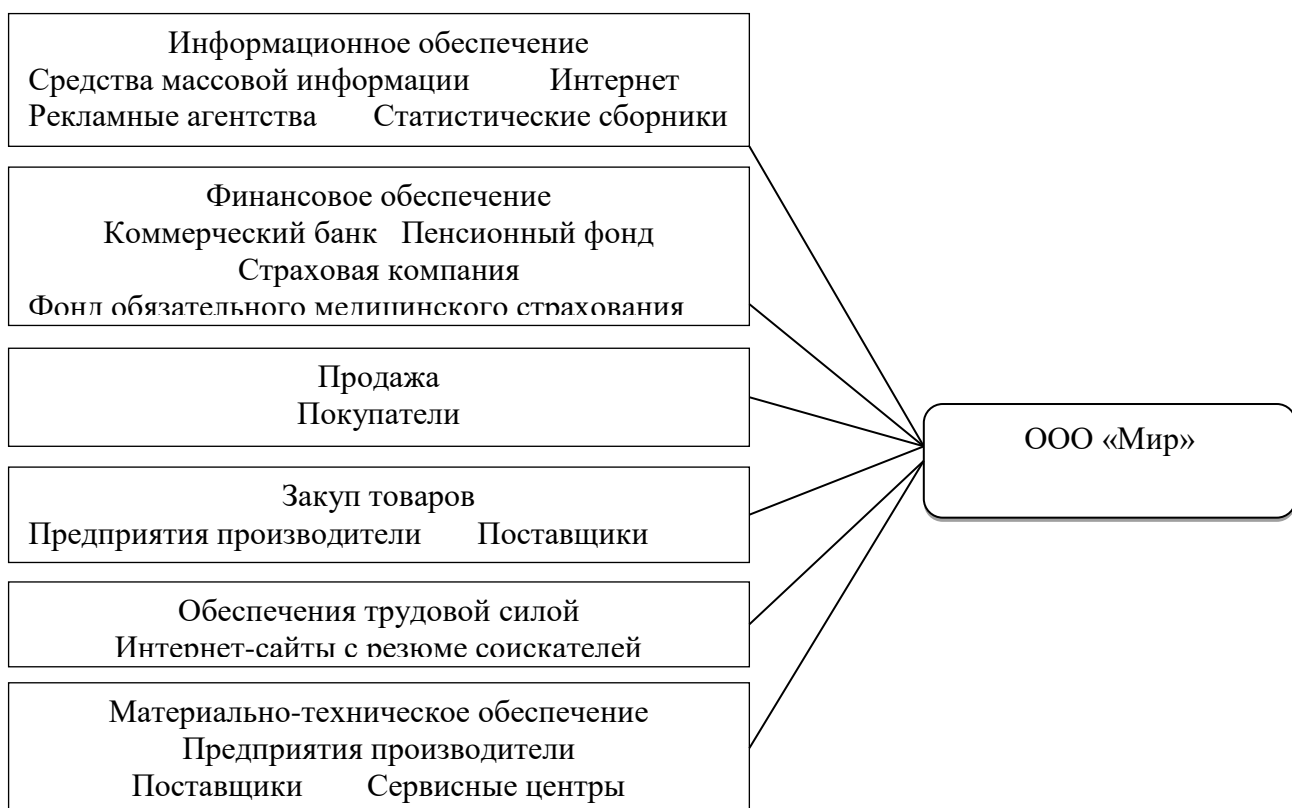 Информационное обеспечение
Средства массовой информации Интернет
Рекламные агентства Статистические сборники
Финансовое обеспечение
Коммерческий банк Пенсионный фонд
Страховая компания
Фонд обязательного медицинского страхования
Продажа
Покупатели
Закуп товаров
Предприятия производители Поставщики
Обеспечения трудовой силой
Интернет-сайты с резюме соискателей
Материально-техническое обеспечение
Предприятия производители
Поставщики Сервисные центры
ООО «Мир»